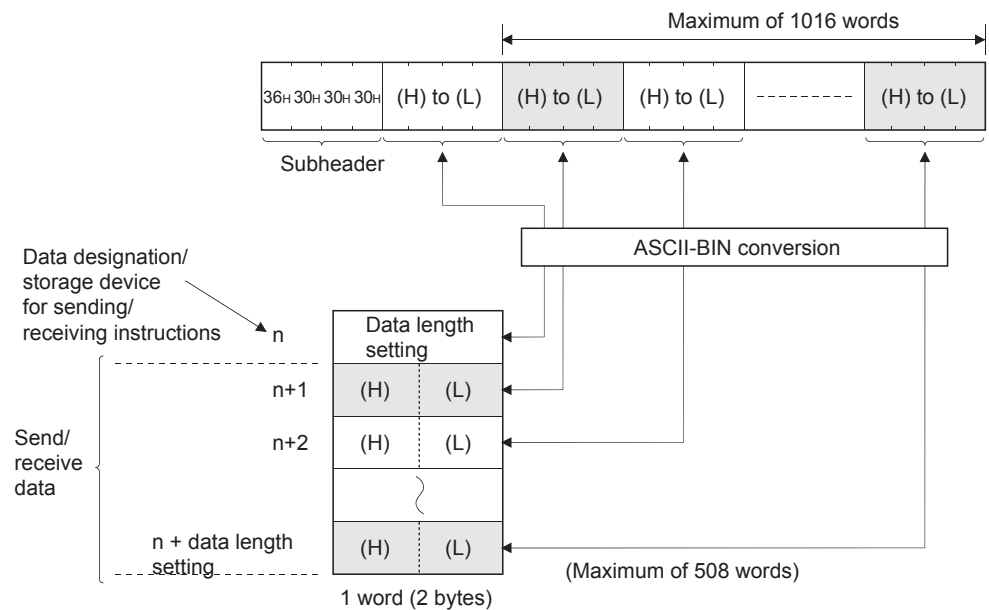 Maximum of 1016 words
36H 30H 30H 30H (H) to (L) (H) to (L) (H) to (L) (H) to (L)
Subheader
ASCII-BIN conversion
Data designation/
storage device
for sending/
receiving instructions
n
Data length
setting
n+1 (H) (L)
n+2 (H) (L)
Send/
receive
data
n + data length
setting
(H) (L)
(Maximum of 508 words)
1 word (2 bytes)